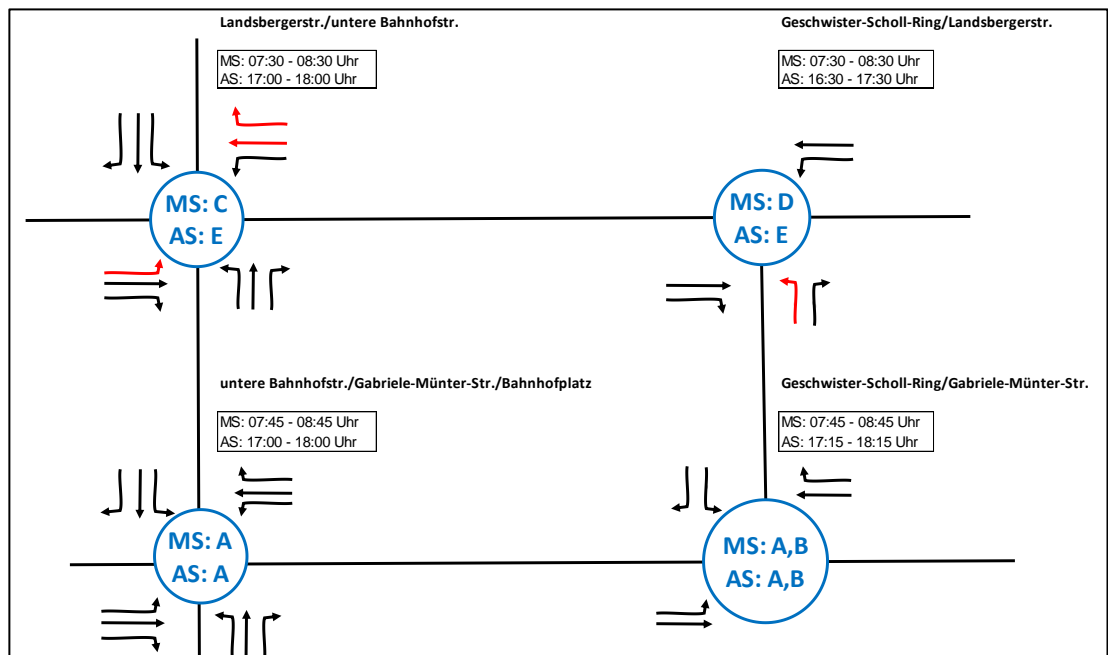 Landsbergerstr./untere Bahnhofstr.
MS: 07:30 - 08:30 Uhr
AS: 17:00 - 18:00 Uhr
Geschwister-Scholl-Ring/Landsbergerstr.
MS: 07:30 - 08:30 Uhr
AS: 16:30 - 17:30 Uhr
MS: C
AS: E
MS: D
AS: E
untere Bahnhofstr./Gabriele-Münter-Str./Bahnhofplatz
MS: 07:45 - 08:45 Uhr
AS: 17:00 - 18:00 Uhr
Geschwister-Scholl-Ring/Gabriele-Münter-Str.
MS: 07:45 - 08:45 Uhr
AS: 17:15 - 18:15 Uhr
MS: A
AS: A
MS: A,B
AS: A,B